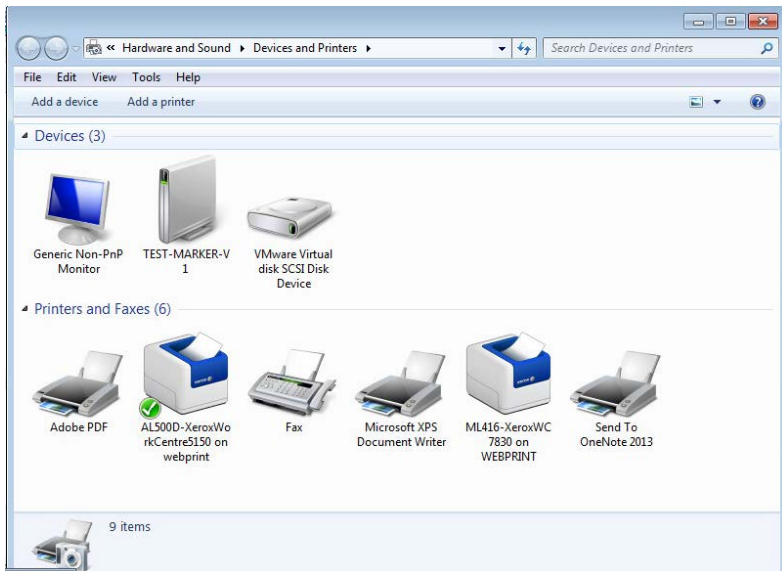 « Hardware and Sound ▸ Devices and Printers ▸ Search Devices and Printers
File Edit View Tools Help
Add a device Add a printer
Devices (3)
Generic Non-PnP
Monitor
TEST-MARKER-V
1
VMware Virtual
disk SCSI Disk
Device
Printers and Faxes (6)
Adobe PDF
AL500D-XeroxWo
rkCentre5150 on
webprint
Fax
Microsoft XPS
Document Writer
ML416-XeroxWC
7830 on
WEBPRINT
Send To
OneNote 2013
9 items